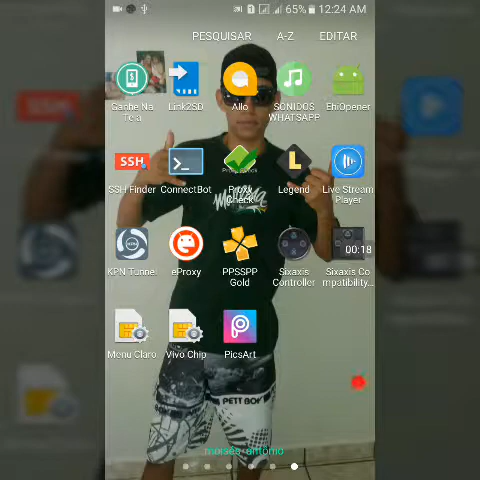 65% 12:24 AM
PESQUISAR A-Z EDITAR
Ganhe Na
Tela
Link2SD
Allo
SONIDOS
WHATSAPP
EhiOpener
SSH
SSH Finder
ConnectBot
Proxy
Check
L
Legend
Live Stream
Player
KPN Tunnel
eProxy
PPSSPP
Gold
Sixaxis
Controller
00:18
Sixaxis Co
mpatibility...
Menu Claro
Vivo Chip
PicsArt
PETT BOY
moisés antonio